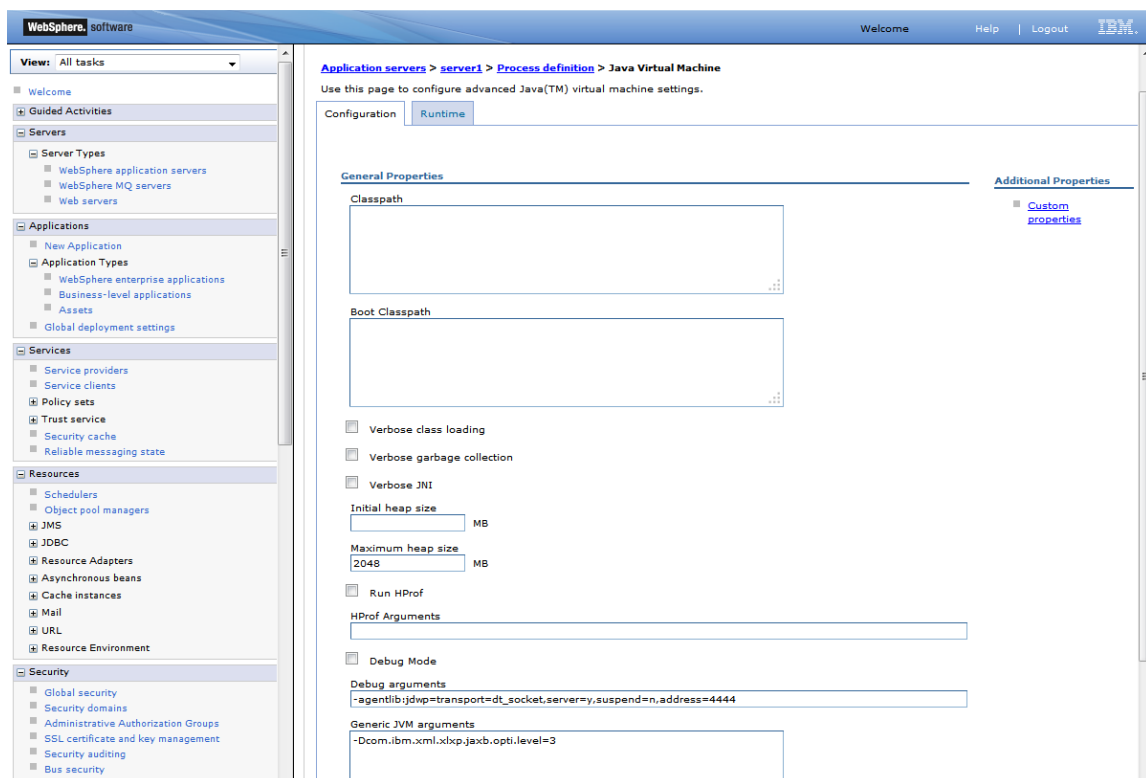 WebSphere. software
Welcome
Help | Logout
IBM.
View: All tasks
Welcome
Guided Activities
Servers
Server Types
WebSphere application servers
WebSphere MQ servers
Web servers
Applications
New Application
Application Types
WebSphere enterprise applications
Business-level applications
Assets
Global deployment settings
Services
Service providers
Service clients
Policy sets
Trust service
Security cache
Reliable messaging state
Resources
Schedulers
Object pool managers
JMS
JDBC
Resource Adapters
Asynchronous beans
Cache instances
Mail
URL
Resource Environment
Security
Global security
Security domains
Administrative Authorization Groups
SSL certificate and key management
Security auditing
Bus security
Application servers > server1 > Process definition > Java Virtual Machine
Use this page to configure advanced Java(TM) virtual machine settings.
Configuration
Runtime
General Properties
Classpath
Boot Classpath
Verbose class loading
Verbose garbage collection
Verbose JNI
Initial heap size
MB
Maximum heap size
2048 MB
Run HProf
HProf Arguments
Debug Mode
Debug arguments
-agentlib:jdwp=transport=dt_socket,server=y,suspend=n,address=4444
Generic JVM arguments
-Dcom.ibm.xml.xlxp.jaxb.opti.level=3
Additional Properties
Custom
properties